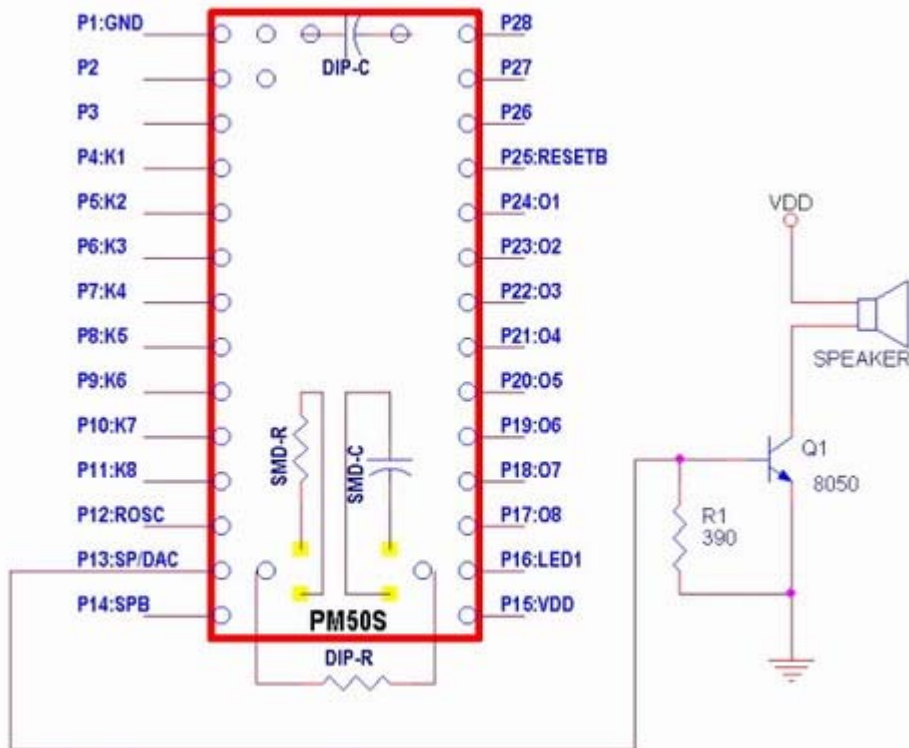 P1:GND
P2
P3
P4:K1
P5:K2
P6:K3
P7:K4
P8:K5
P9:K6
P10:K7
P11:K8
P12:ROSC
P13:SP/DAC
P14:SPB
DIP-C
SMD-R
SMD-C
PM50S
DIP-R
P28
P27
P26
P25:RESETB
P24:O1
P23:O2
P22:O3
P21:O4
P20:O5
P19:O6
P18:O7
P17:O8
P16:LED1
P15:VDD
VDD
SPEAKER
Q1
8050
R1
390